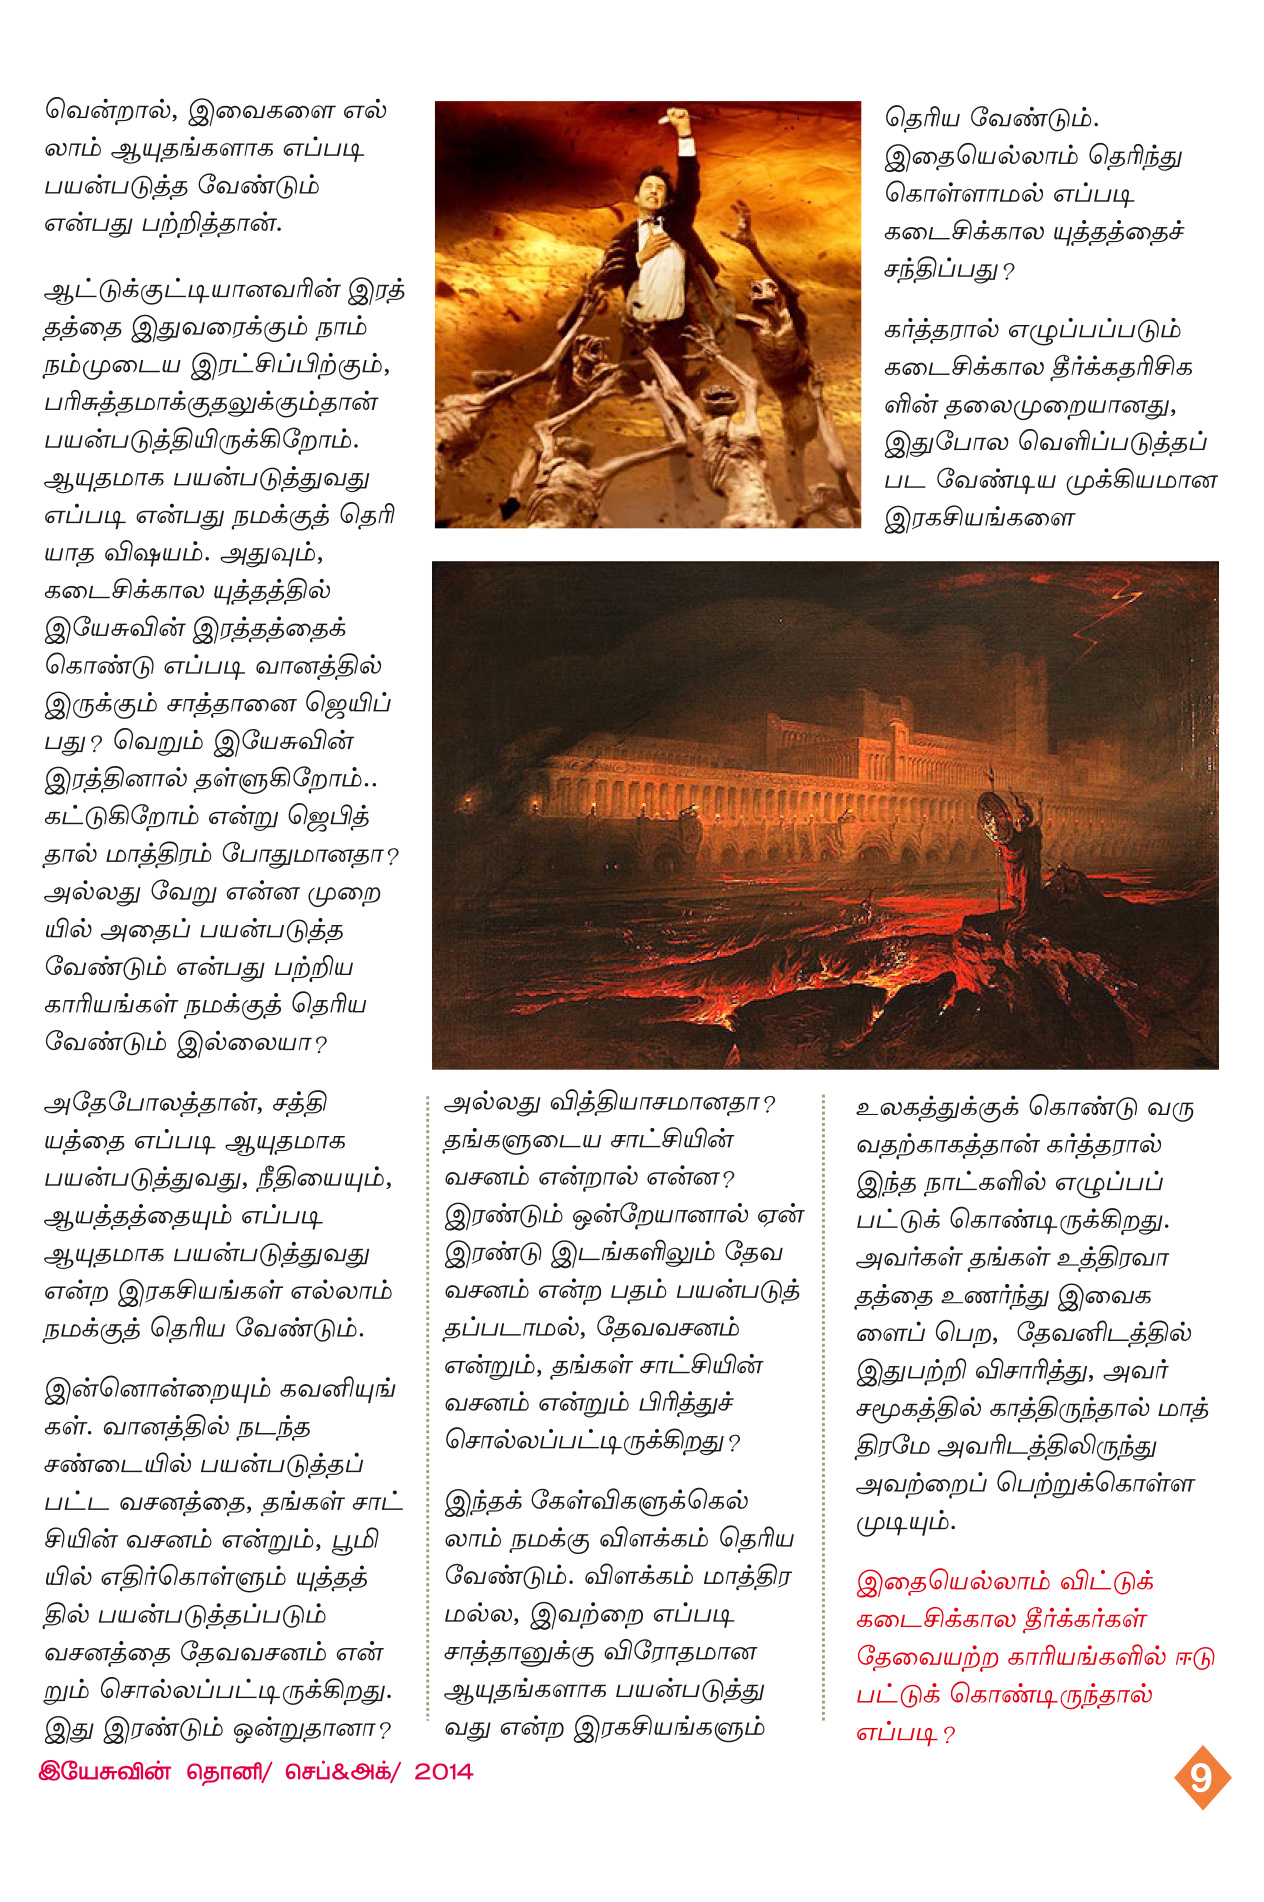 வென்றால், இவைகளை எல்
லாம் ஆயுதங்களாக எப்படி
பயன்படுத்த வேண்டும்
என்பது பற்றித்தான்.
ஆட்டுக்குட்டியானவரின் இரத்
தத்தை இதுவரைக்கும் நாம்
நம்முடைய இரட்சிப்பிற்கும்,
பரிசுத்தமாக்குதலுக்கும்தான்
பயன்படுத்தியிருக்கிறோம்.
ஆயுதமாக பயன்படுத்துவது
எப்படி என்பது நமக்குத் தெரி
யாத விஷயம். அதுவும்,
கடைசிக்கால யுத்தத்தில்
இயேசுவின் இரத்தத்தைக்
கொண்டு எப்படி வானத்தில்
இருக்கும் சாத்தானை ஜெயிப்
பது? வெறும் இயேசுவின்
இரத்தினால் தள்ளுகிறோம்..
கட்டுகிறோம் என்று ஜெபித்
தால் மாத்திரம் போதுமானதா?
அல்லது வேறு என்ன முறை
யில் அதைப் பயன்படுத்த
வேண்டும் என்பது பற்றிய
காரியங்கள் நமக்குத் தெரிய
வேண்டும் இல்லையா?
அதேபோலத்தான், சத்தி
யத்தை எப்படி ஆயுதமாக
பயன்படுத்துவது, நீதியையும்,
ஆயத்தத்தையும் எப்படி
ஆயுதமாக பயன்படுத்துவது
என்ற இரகசியங்கள் எல்லாம்
நமக்குத் தெரிய வேண்டும்.
இன்னொன்றையும் கவனியுங்
கள். வானத்தில் நடந்த
சண்டையில் பயன்படுத்தப்
பட்ட வசனத்தை, தங்கள் சாட்
சியின் வசனம் என்றும், பூமி
யில் எதிர்கொள்ளும் யுத்தத்
தில் பயன்படுத்தப்படும்
வசனத்தை தேவவசனம் என்
றும் சொல்லப்பட்டிருக்கிறது.
இது இரண்டும் ஒன்றுதானா?
அல்லது வித்தியாசமானதா?
தங்களுடைய சாட்சியின்
வசனம் என்றால் என்ன?
இரண்டும் ஒன்றேயானால் ஏன்
இரண்டு இடங்களிலும் தேவ
வசனம் என்ற பதம் பயன்படுத்
தப்படாமல், தேவவசனம்
என்றும், தங்கள் சாட்சியின்
வசனம் என்றும் பிரித்துச்
சொல்லப்பட்டிருக்கிறது?
இந்தக் கேள்விகளுக்கெல்
லாம் நமக்கு விளக்கம் தெரிய
வேண்டும். விளக்கம் மாத்திர
மல்ல, இவற்றை எப்படி
சாத்தானுக்கு விரோதமான
ஆயுதங்களாக பயன்படுத்து
வது என்ற இரகசியங்களும்
தெரிய வேண்டும்.
இதையெல்லாம் தெரிந்து
கொள்ளாமல் எப்படி
கடைசிக்கால யுத்தத்தைச்
சந்திப்பது?
கர்த்தரால் எழுப்பப்படும்
கடைசிக்கால தீர்க்கதரிசிக
ளின் தலைமுறையானது,
இதுபோல வெளிப்படுத்தப்
பட வேண்டிய முக்கியமான
இரகசியங்களை
உலகத்துக்குக் கொண்டு வரு
வதற்காகத்தான் கர்த்தரால்
இந்த நாட்களில் எழுப்பப்
பட்டுக் கொண்டிருக்கிறது.
அவர்கள் தங்கள் உத்திரவா
தத்தை உணர்ந்து இவைக
ளைப் பெற, தேவனிடத்தில்
இதுபற்றி விசாரித்து, அவர்
சமூகத்தில் காத்திருந்தால் மாத்
திரமே அவரிடத்திலிருந்து
அவற்றைப் பெற்றுக்கொள்ள
முடியும்.
இதையெல்லாம் விட்டுக்
கடைசிக்கால தீர்க்கர்கள்
தேவையற்ற காரியங்களில் ஈடு
பட்டுக் கொண்டிருந்தால்
எப்படி?
இயேசுவின் தொனி/ செப்&அக்/ 2014
9